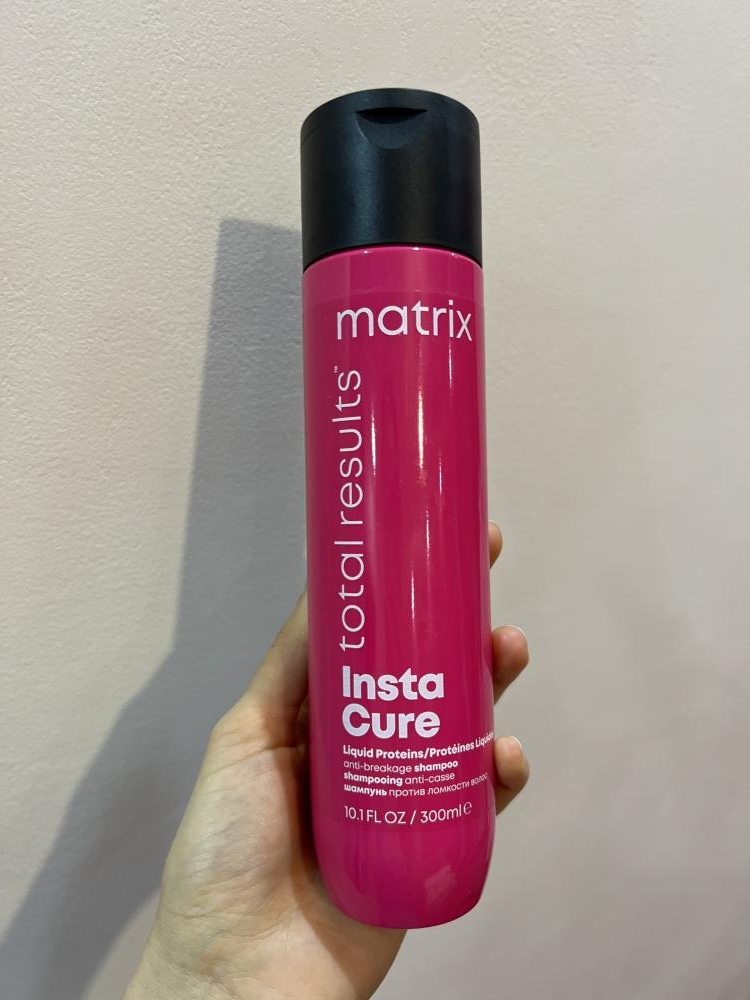 matrix
total results™
Insta
Cure
Liquid Proteins/Protéines
anti-breakage shampoo
shampooing anti-casse
шампунь против ломкости волос
10.1 FL OZ / 300ml ℮